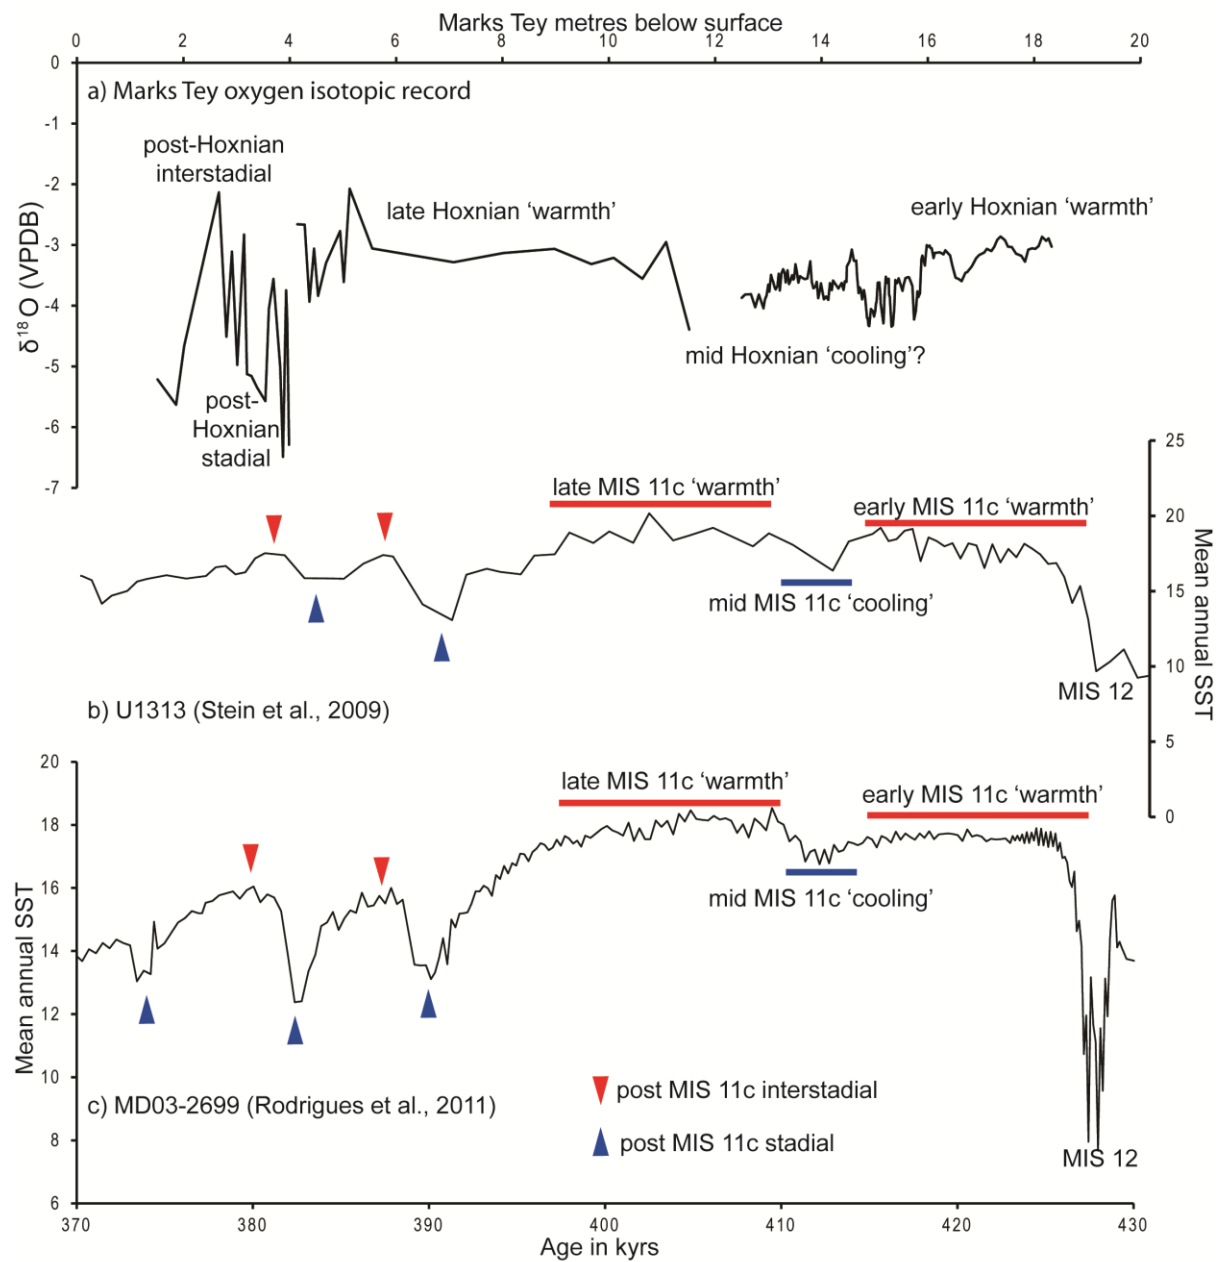 Marks Tey metres below surface
0 2 4 6 8 10 12 14 16 18 20
0
a) Marks Tey oxygen isotopic record
-1
post-Hoxnian
interstadial
-2
late Hoxnian ‘warmth’
early Hoxnian ‘warmth’
-3
δ18O (VPDB)
-4
mid Hoxnian ‘cooling’?
-5
post-
Hoxnian
stadial
-6
-7
25
late MIS 11c ‘warmth’
early MIS 11c ‘warmth’
20
15
mid MIS 11c ‘cooling’
Mean annual SST
10
MIS 12
b) U1313 (Stein et al., 2009)
5
0
20
late MIS 11c ‘warmth’
early MIS 11c ‘warmth’
18
16
mid MIS 11c ‘cooling’
Mean annual SST
14
12
10
post MIS 11c interstadial
c) MD03-2699 (Rodrigues et al., 2011)
post MIS 11c stadial
8
MIS 12
6
370 380 390 400 410 420 430
Age in kyrs